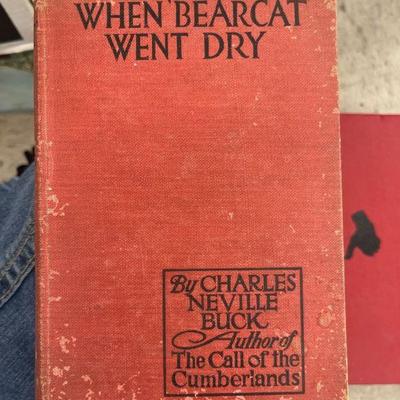 WHEN 'BEARCAT
WENT DRY
By CHARLES
NEVILLE
BUCK
Author of
The Call of the
Cumberlands